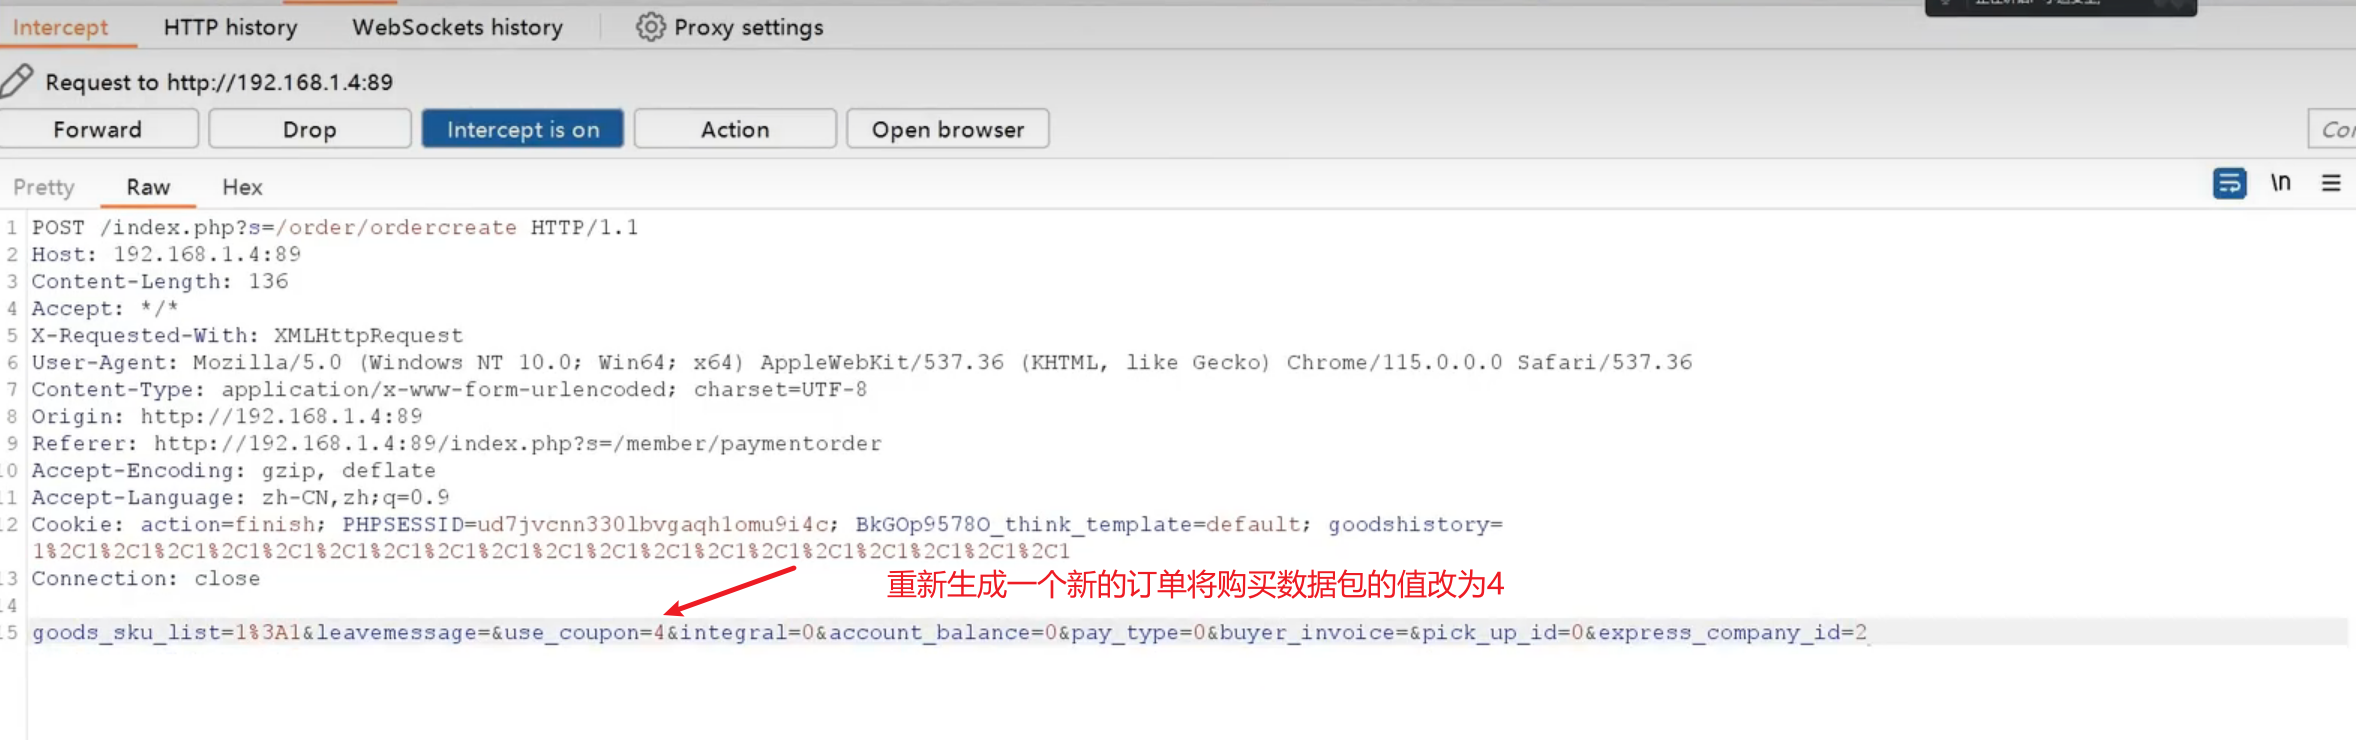 Intercept HTTP history WebSockets history Proxy settings
Request to http://192.168.1.4:89
Forward Drop Intercept is on Action Open browser
Pretty Raw Hex \n
1 POST /index.php?s=/order/ordercreate HTTP/1.1
2 Host: 192.168.1.4:89
3 Content-Length: 136
4 Accept: */*
5 X-Requested-With: XMLHttpRequest
6 User-Agent: Mozilla/5.0 (Windows NT 10.0; Win64; x64) AppleWebKit/537.36 (KHTML, like Gecko) Chrome/115.0.0.0 Safari/537.36
7 Content-Type: application/x-www-form-urlencoded; charset=UTF-8
8 Origin: http://192.168.1.4:89
9 Referer: http://192.168.1.4:89/index.php?s=/member/paymentorder
10 Accept-Encoding: gzip, deflate
11 Accept-Language: zh-CN,zh;q=0.9
12 Cookie: action=finish; PHPSESSID=ud7jvcnn330lbvgaqh1omu9i4c; BkGOp9578O_think_template=default; goodshistory=
1%2C1%2C1%2C1%2C1%2C1%2C1%2C1%2C1%2C1%2C1%2C1%2C1%2C1%2C1%2C1%2C1%2C1%2C1%2C1
13 Connection: close
重新生成一个新的订单将购买数据包的值改为4
14
15 goods_sku_list=1%3A1&leavemessage=&use_coupon=4&integral=0&account_balance=0&pay_type=0&buyer_invoice=&pick_up_id=0&express_company_id=2